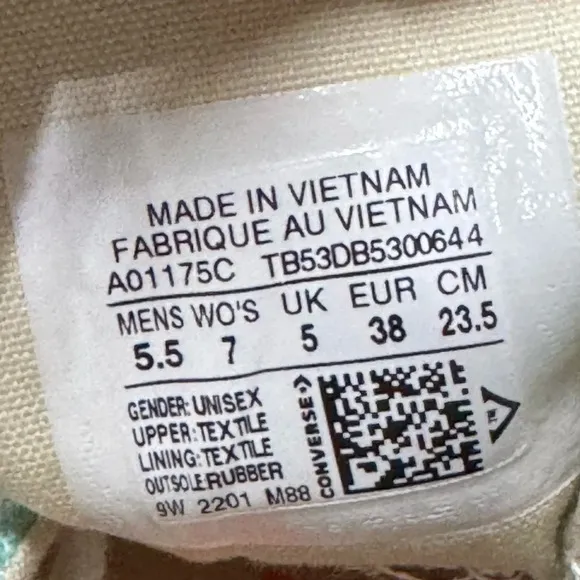 MADE IN VIETNAM
FABRIQUE AU VIETNAM
A01175C TB53DB5300644
MENS WO'S UK EUR CM
5.5 7 5 38 23.5
GENDER: UNISEX
UPPER: TEXTILE
LINING: TEXTILE
OUTSOLE:RUBBER
9W 2201 M88
CONVERSE